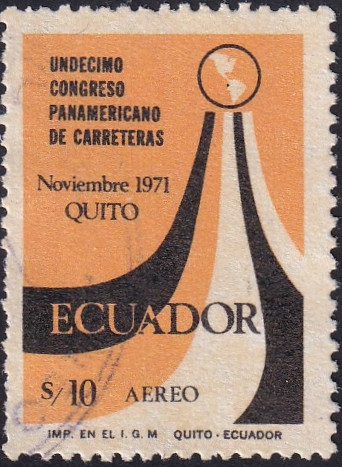 UNDECIMO
CONGRESO
PANAMERICANO
DE CARRETERAS
Noviembre 1971
QUITO
ECUADOR
S/10 AEREO
IMP. EN EL I. G. M QUITO - ECUADOR